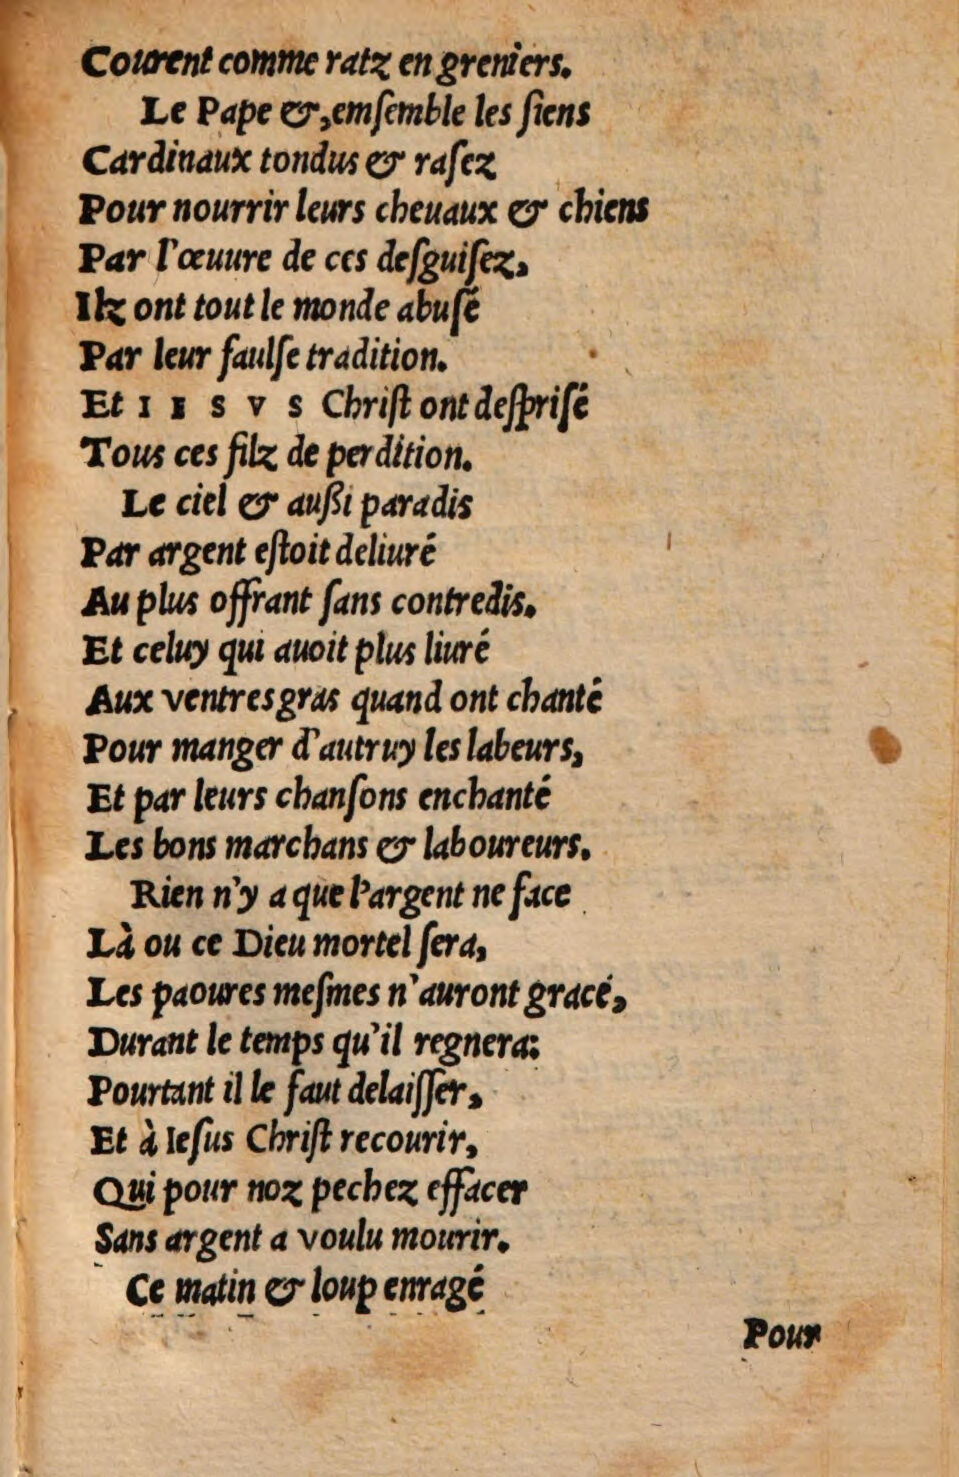 Courent comme ratz en greniers.
Le Pape &, emſemble les ſiens
Cardinaux tondus & raſez
Pour nourrir leurs cheuaux & chiens
Par l'œuure de ces deſguiſez,
Ilz ont tout le monde abuſé
Par leur faulſe tradition.
Et I E S V S Chriſt ont deſpriſé
Tous ces filz de perdition.
Le ciel & außi paradis
Par argent eſtoit deliuré
Au plus offrant ſans contredis.
Et celuy qui auoit plus liuré
Aux ventres gras quand ont chanté
Pour manger d'autruy les labeurs,
Et par leurs chanſons enchanté
Les bons marchans & laboureurs.
Rien n'y a que l'argent ne face
Là ou ce Dieu mortel ſera,
Les paoures meſmes n'auront gracé,
Durant le temps qu'il regnera:
Pourtant il le faut delaiſſer,
Et à Ieſus Chriſt recourir,
Qui pour noz pechez effacer
Sans argent a voulu mourir.
Ce matin & loup enragé
Pour